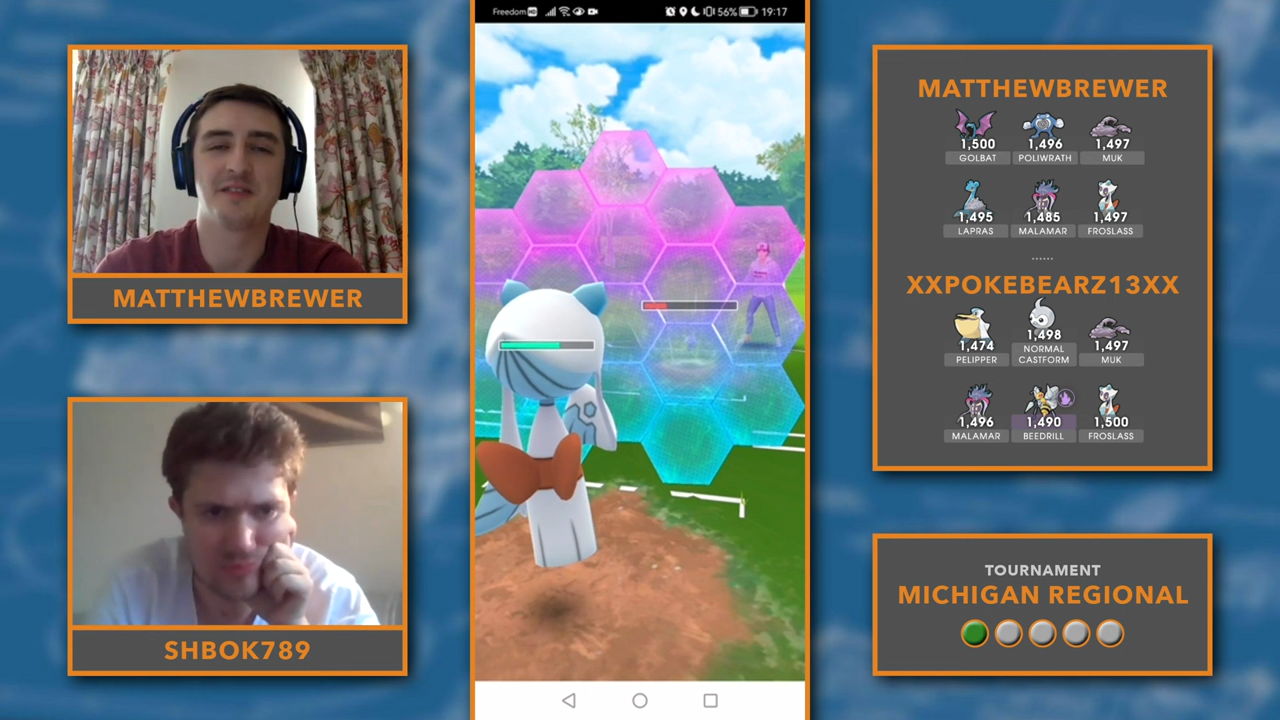 MATTHEWBREWER
SHBOK789
Freedom HD 56% 19:17
MATTHEWBREWER
1,500 1,496 1,497
GOLBAT POLIWRATH MUK
1,495 1,485 1,497
LAPRAS MALAMAR FROSLASS
......
XXPOKEBEARZ13XX
1,474 1,498 1,497
PELIPPER NORMAL CASTFORM MUK
1,496 1,490 1,500
MALAMAR BEEDRILL FROSLASS
TOURNAMENT
MICHIGAN REGIONAL